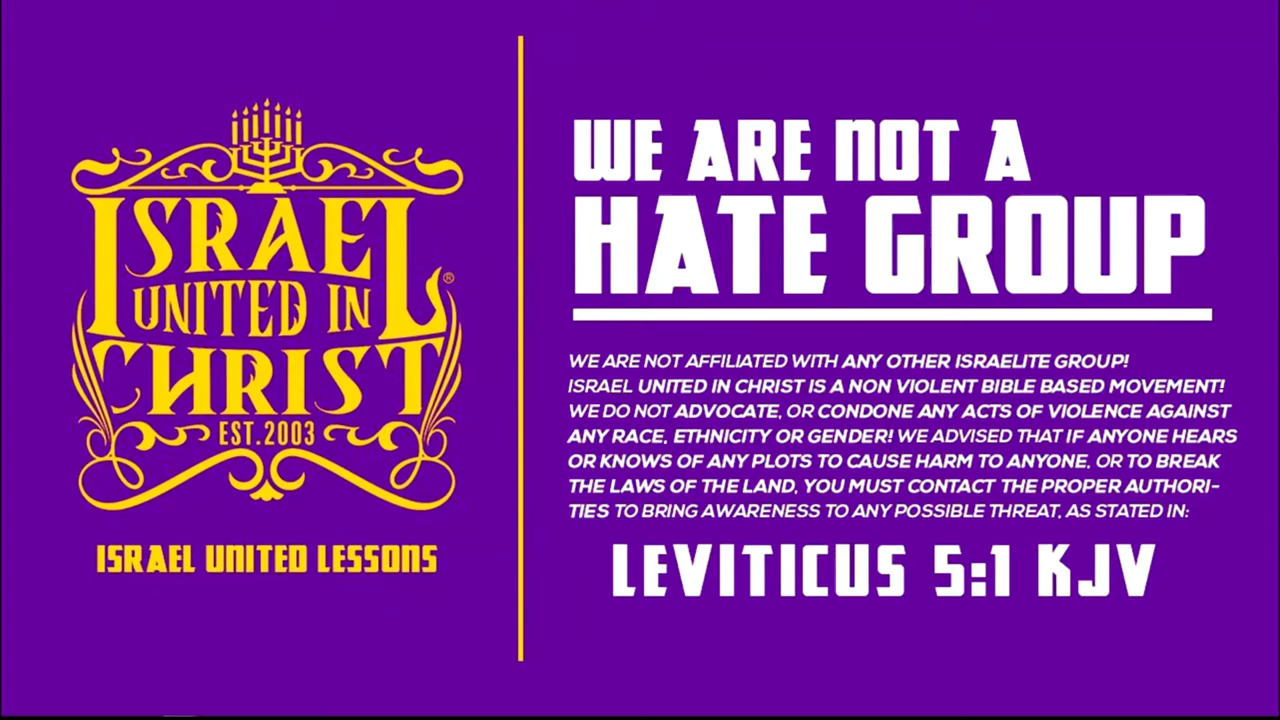 ISRAEL
UNITED IN
CHRIST
®
EST.2003
ISRAEL UNITED LESSONS
WE ARE NOT A
HATE GROUP
WE ARE NOT AFFILIATED WITH ANY OTHER ISRAELITE GROUP!
ISRAEL UNITED IN CHRIST IS A NON VIOLENT BIBLE BASED MOVEMENT!
WE DO NOT ADVOCATE, OR CONDONE ANY ACTS OF VIOLENCE AGAINST
ANY RACE, ETHNICITY OR GENDER! WE ADVISED THAT IF ANYONE HEARS
OR KNOWS OF ANY PLOTS TO CAUSE HARM TO ANYONE, OR TO BREAK
THE LAWS OF THE LAND, YOU MUST CONTACT THE PROPER AUTHORI-
TIES TO BRING AWARENESS TO ANY POSSIBLE THREAT, AS STATED IN:
LEVITICUS 5:1 KJV